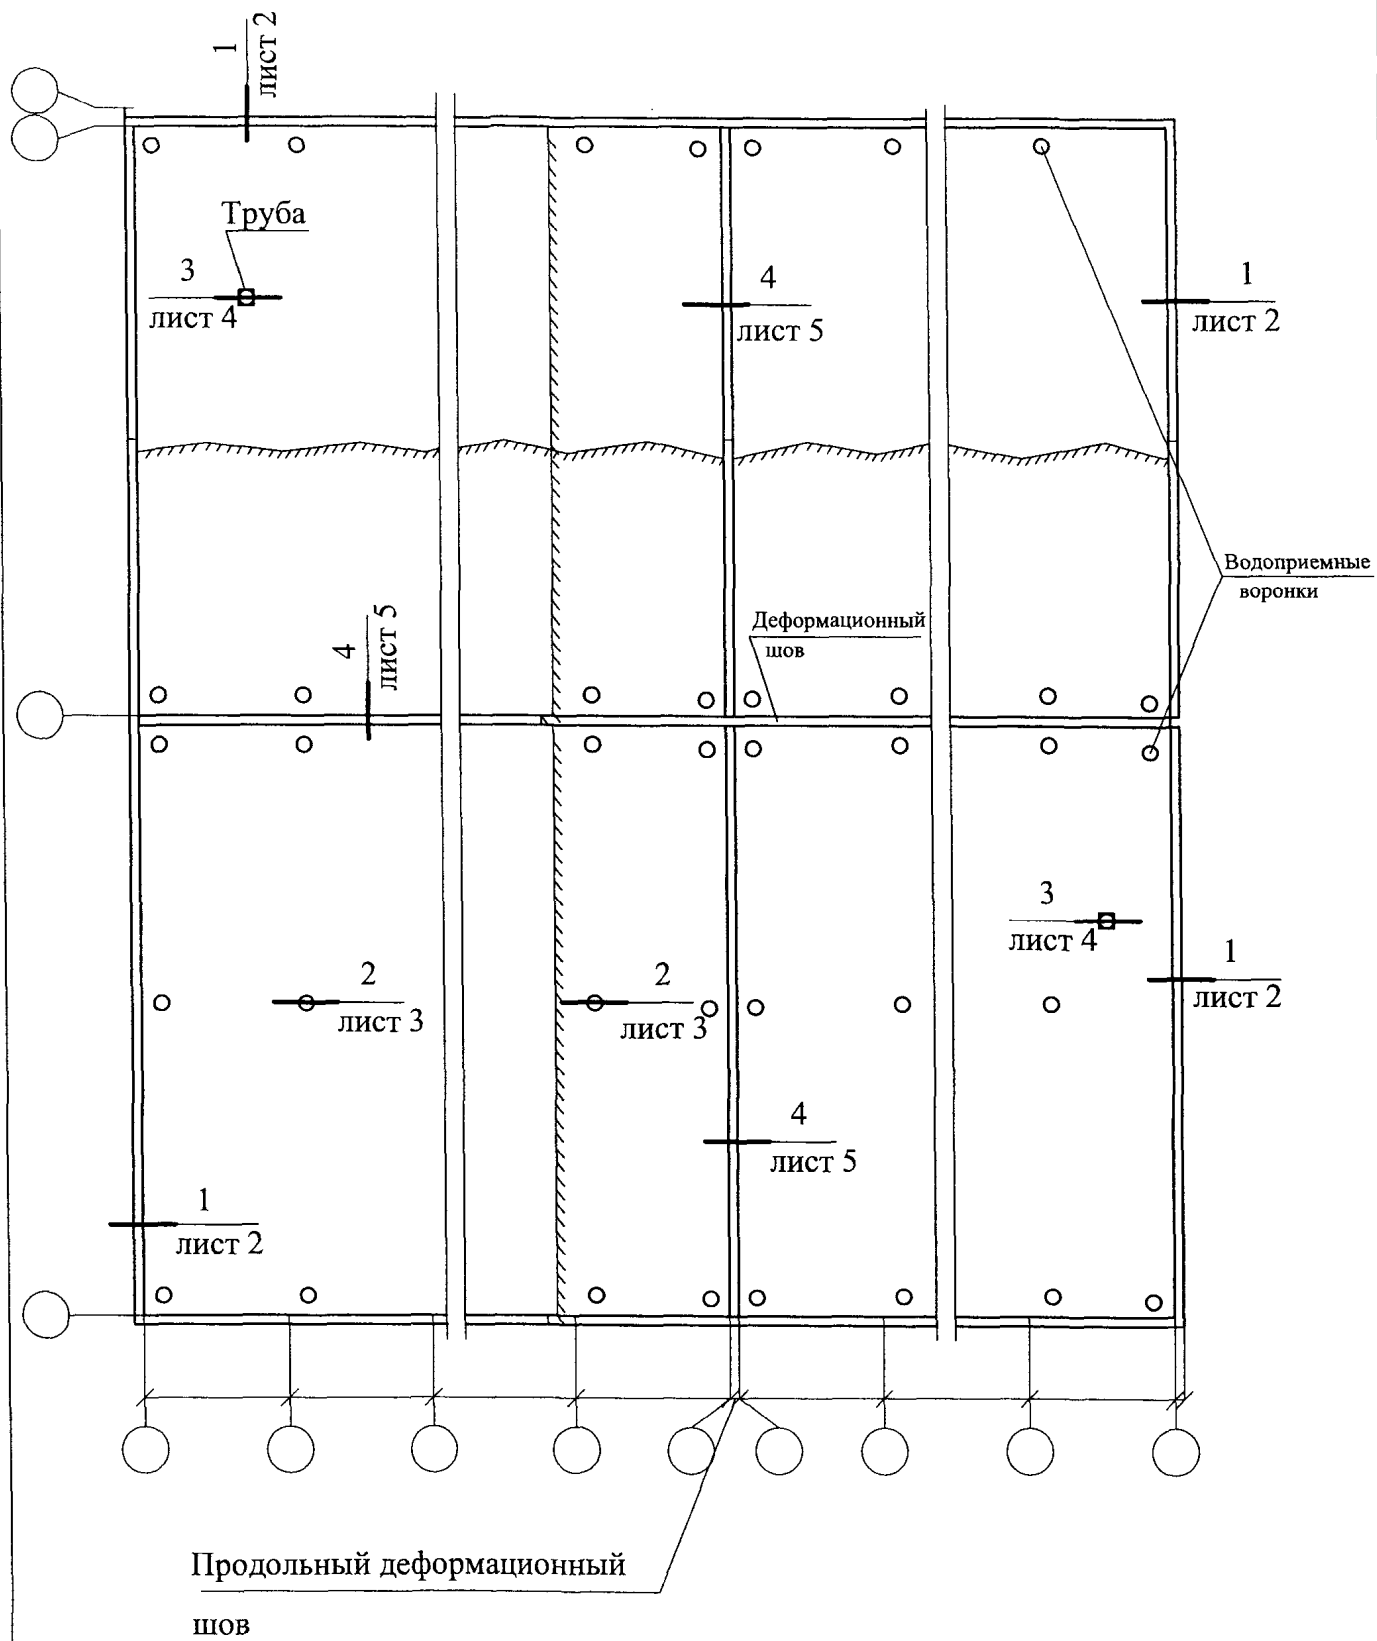 1
лист 2
Труба
3
лист 4
4
лист 5
1
лист 2
Водоприемные
воронки
Деформационный
шов
4
лист 5
3
лист 4
2
лист 3
2
лист 3
1
лист 2
4
лист 5
1
лист 2
Продольный деформационный
шов